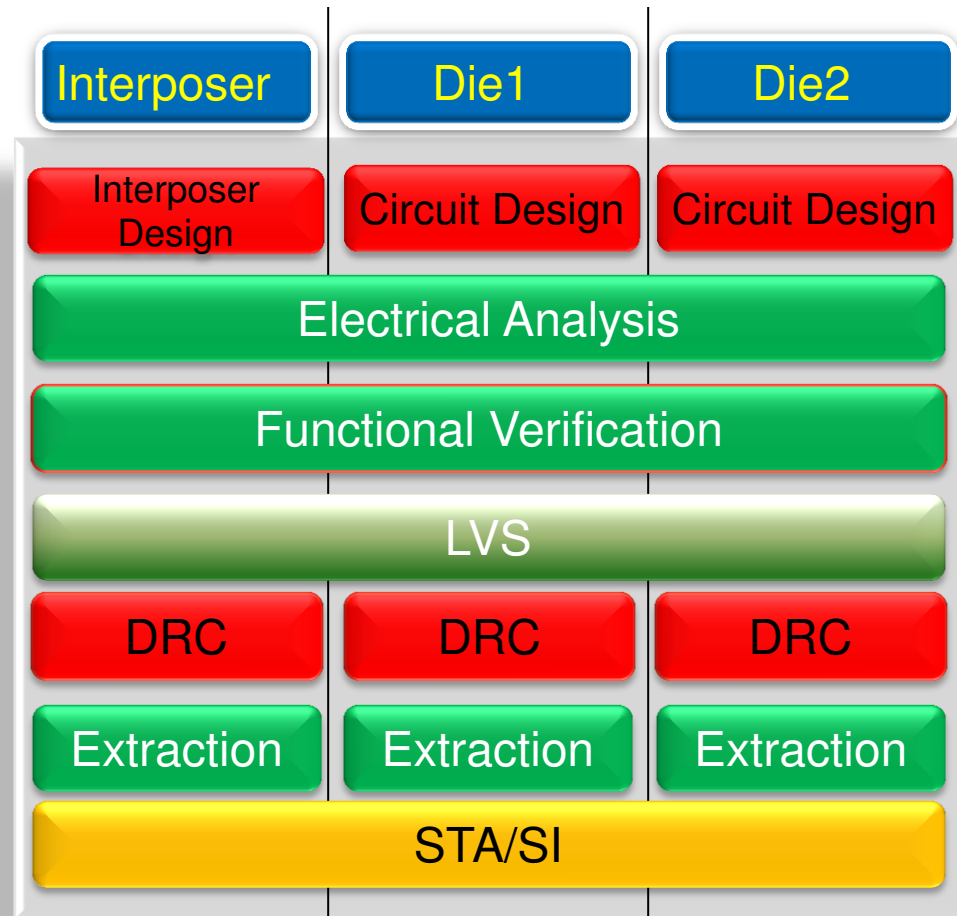 Interposer
Die1
Die2
Interposer
Design
Circuit Design
Circuit Design
Electrical Analysis
Functional Verification
LVS
DRC
DRC
DRC
Extraction
Extraction
Extraction
STA/SI